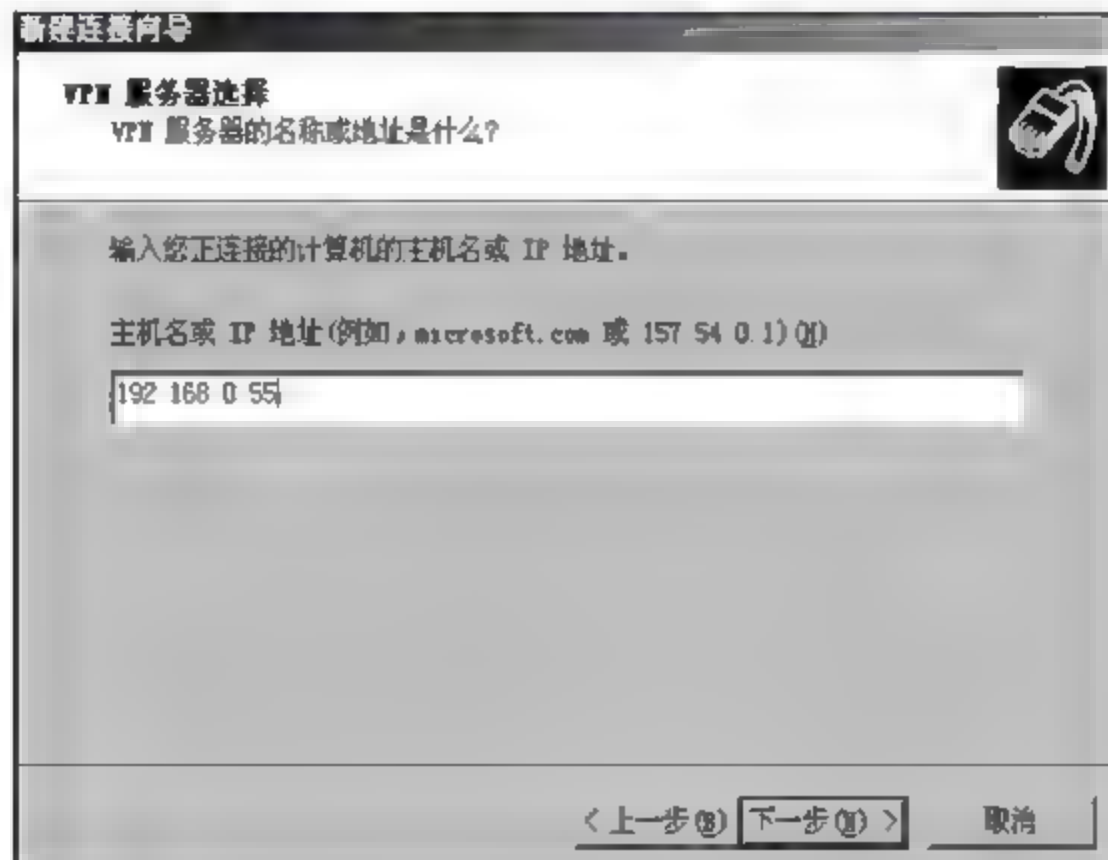 新建连接向导
VPN 服务器选择
VPN 服务器的名称或地址是什么?
输入您正连接的计算机的主机名或 IP 地址。
主机名或 IP 地址(例如,microsoft.com 或 157 54 0 1)(H)
192 168 0 55
< 上一步(B) 下一步(N) > 取消